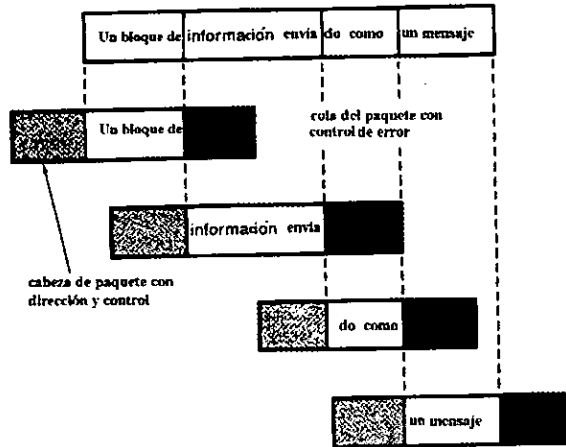 Un bloque de información envia do como un mensaje
Un bloque de
cola del paquete con
control de error
información envia
cabeza de paquete con
dirección y control
do como
un mensaje